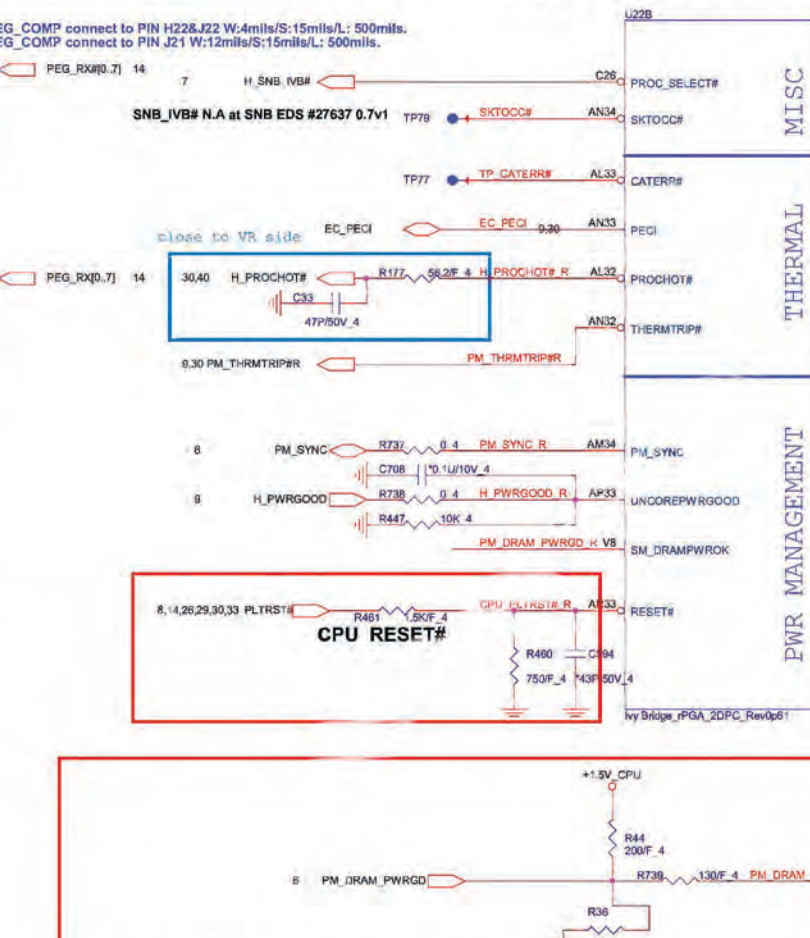 EG_COMP connect to PIN H22&J22 W:4mils/S:15mils/L: 500mils.
EG_COMP connect to PIN J21 W:12mils/S:15mils/L: 500mils.
U22B
PEG_RX#[0..7] 14
7 H_SNB_IVB# C26 PROC_SELECT#
SNB_IVB# N.A at SNB EDS #27637 0.7v1 TP79 SKTOCC# AN34 SKTOCC#
MISC
TP77 TP_CATERR# AL33 CATERR#
close to VR side EC_PECI EC_PECI 9,30 AN33 PECI
PEG_RX[0..7] 14 30,40 H_PROCHOT# R177 56.2/F_4 H_PROCHOT#_R AL32 PROCHOT#
C33
47P/50V_4
AN32 THERMTRIP#
THERMAL
9,30 PM_THRMTRIP#R PM_THRMTRIP#R
6 PM_SYNC R737 0_4 PM_SYNC_R AM34 PM_SYNC
C708 *0.1U/10V_4
9 H_PWRGOOD R738 0_4 H_PWRGOOD_R AP33 UNCOREPWRGOOD
R447 10K_4
PM_DRAM_PWRGD_R V8 SM_DRAMPWROK
PWR MANAGEMENT
8,14,26,29,30,33 PLTRST# R461 1.5K/F_4 CPU_PLTRST#_R RESET#
CPU RESET#
R460
750/F_4 *43P/50V_4
Ivy Bridge_rPGA_2DPC_Rev0p61
+1.5V_CPU
R44
200/F_4
6 PM_DRAM_PWRGD R739 130/F_4 PM_DRAM
R36